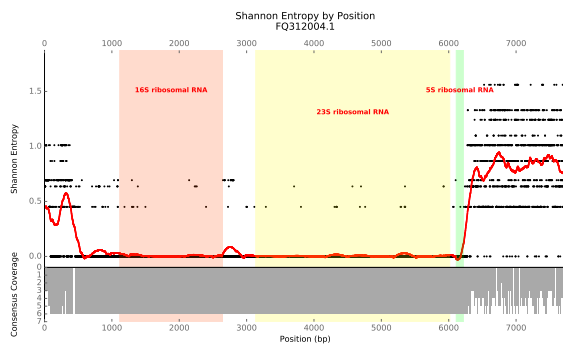 Shannon Entropy by Position
FQ312004.1
0 1000 2000 3000 4000 5000 6000 7000
16S ribosomal RNA
23S ribosomal RNA
5S ribosomal RNA
Shannon Entropy
1.5
1.0
0.5
0.0
Consensus Coverage
0
1
2
3
4
5
6
7
0 1000 2000 3000 4000 5000 6000 7000
Position (bp)